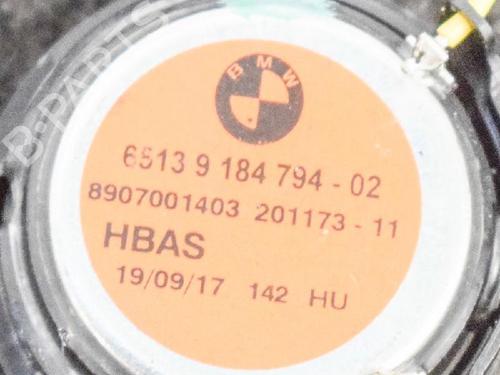 B-PARTS
BMW
6513 9 184 794 - 02
8907001403 201173 - 11
HBAS
19/09/17 142 HU